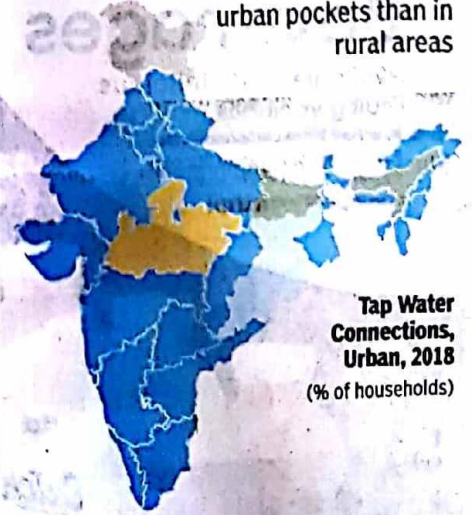 urban pockets than in
rural areas
Tap Water
Connections,
Urban, 2018
(% of households)